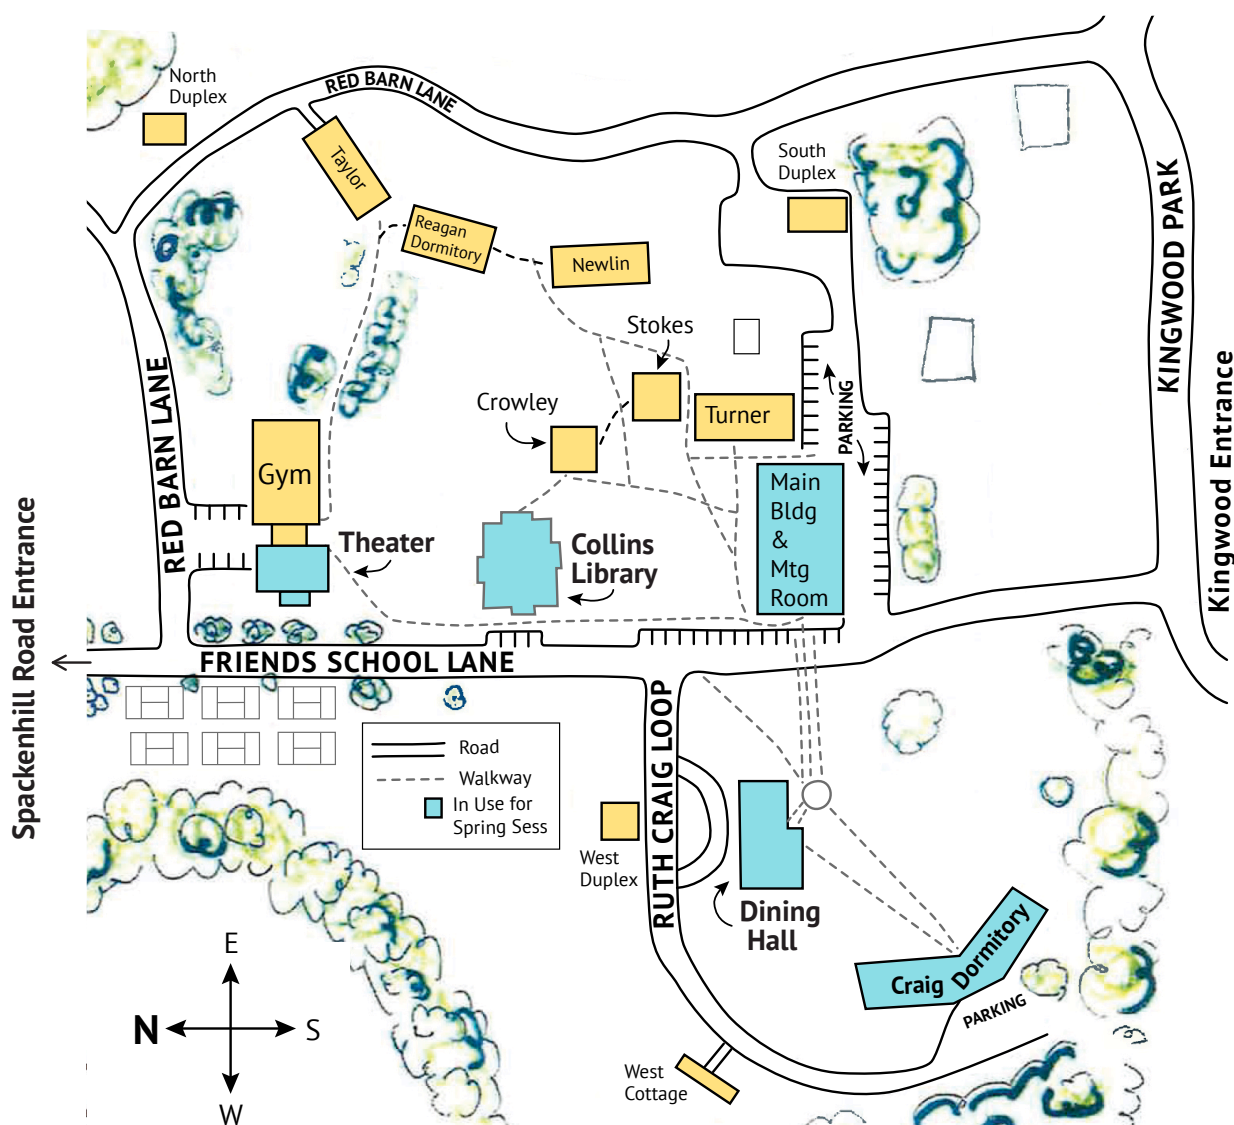 North
Duplex
RED BARN LANE
Taylor
Reagan
Dormitory
Newlin
South
Duplex
Stokes
Crowley
Turner
PARKING
KINGWOOD PARK
Kingwood Entrance
RED BARN LANE
Gym
Theater
Collins
Library
Main
Bldg
&
Mtg
Room
Spackenhill Road Entrance
FRIENDS SCHOOL LANE
RUTH CRAIG LOOP
Road
Walkway
In Use for
Spring Sess
West
Duplex
Dining
Hall
Craig Dormitory
PARKING
West
Cottage
E
N
S
W